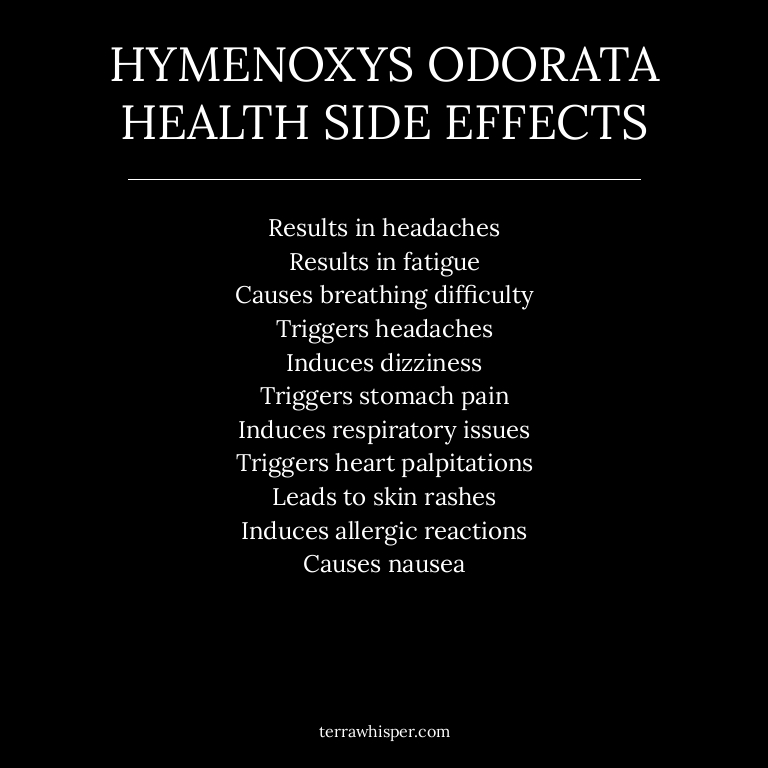 HYMENOXYS ODORATA
HEALTH SIDE EFFECTS
Results in headaches
Results in fatigue
Causes breathing difficulty
Triggers headaches
Induces dizziness
Triggers stomach pain
Induces respiratory issues
Triggers heart palpitations
Leads to skin rashes
Induces allergic reactions
Causes nausea
terrawhisper.com